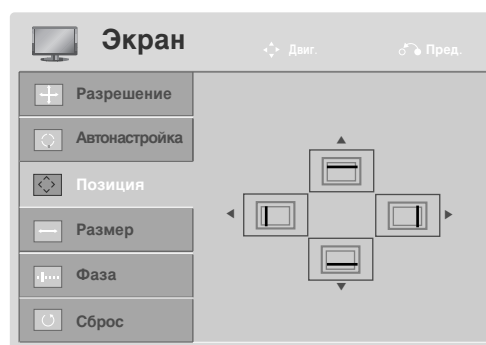 Экран
Двиг.
Пред.
Разрешение
Автонастройка
Позиция
Размер
Фаза
Сброс